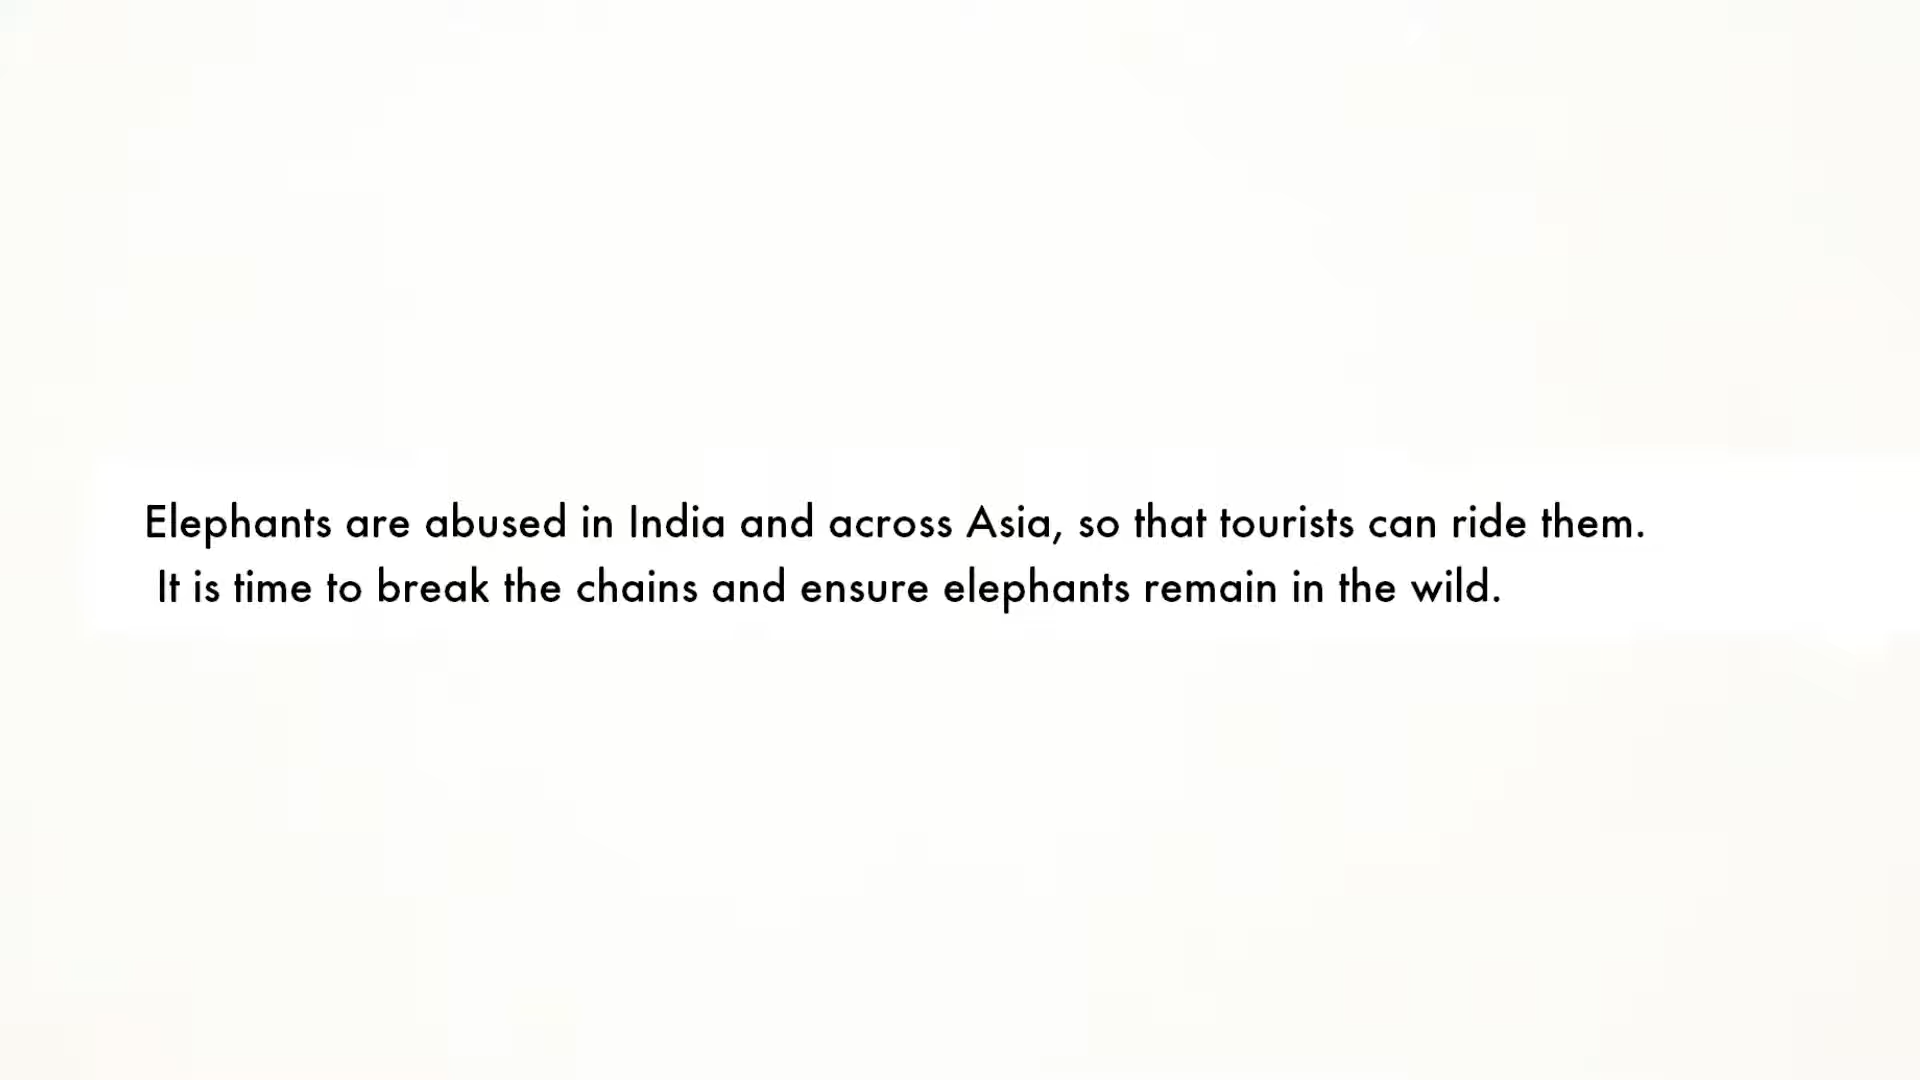 Elephants are abused in India and across Asia, so that tourists can ride them.
It is time to break the chains and ensure elephants remain in the wild.